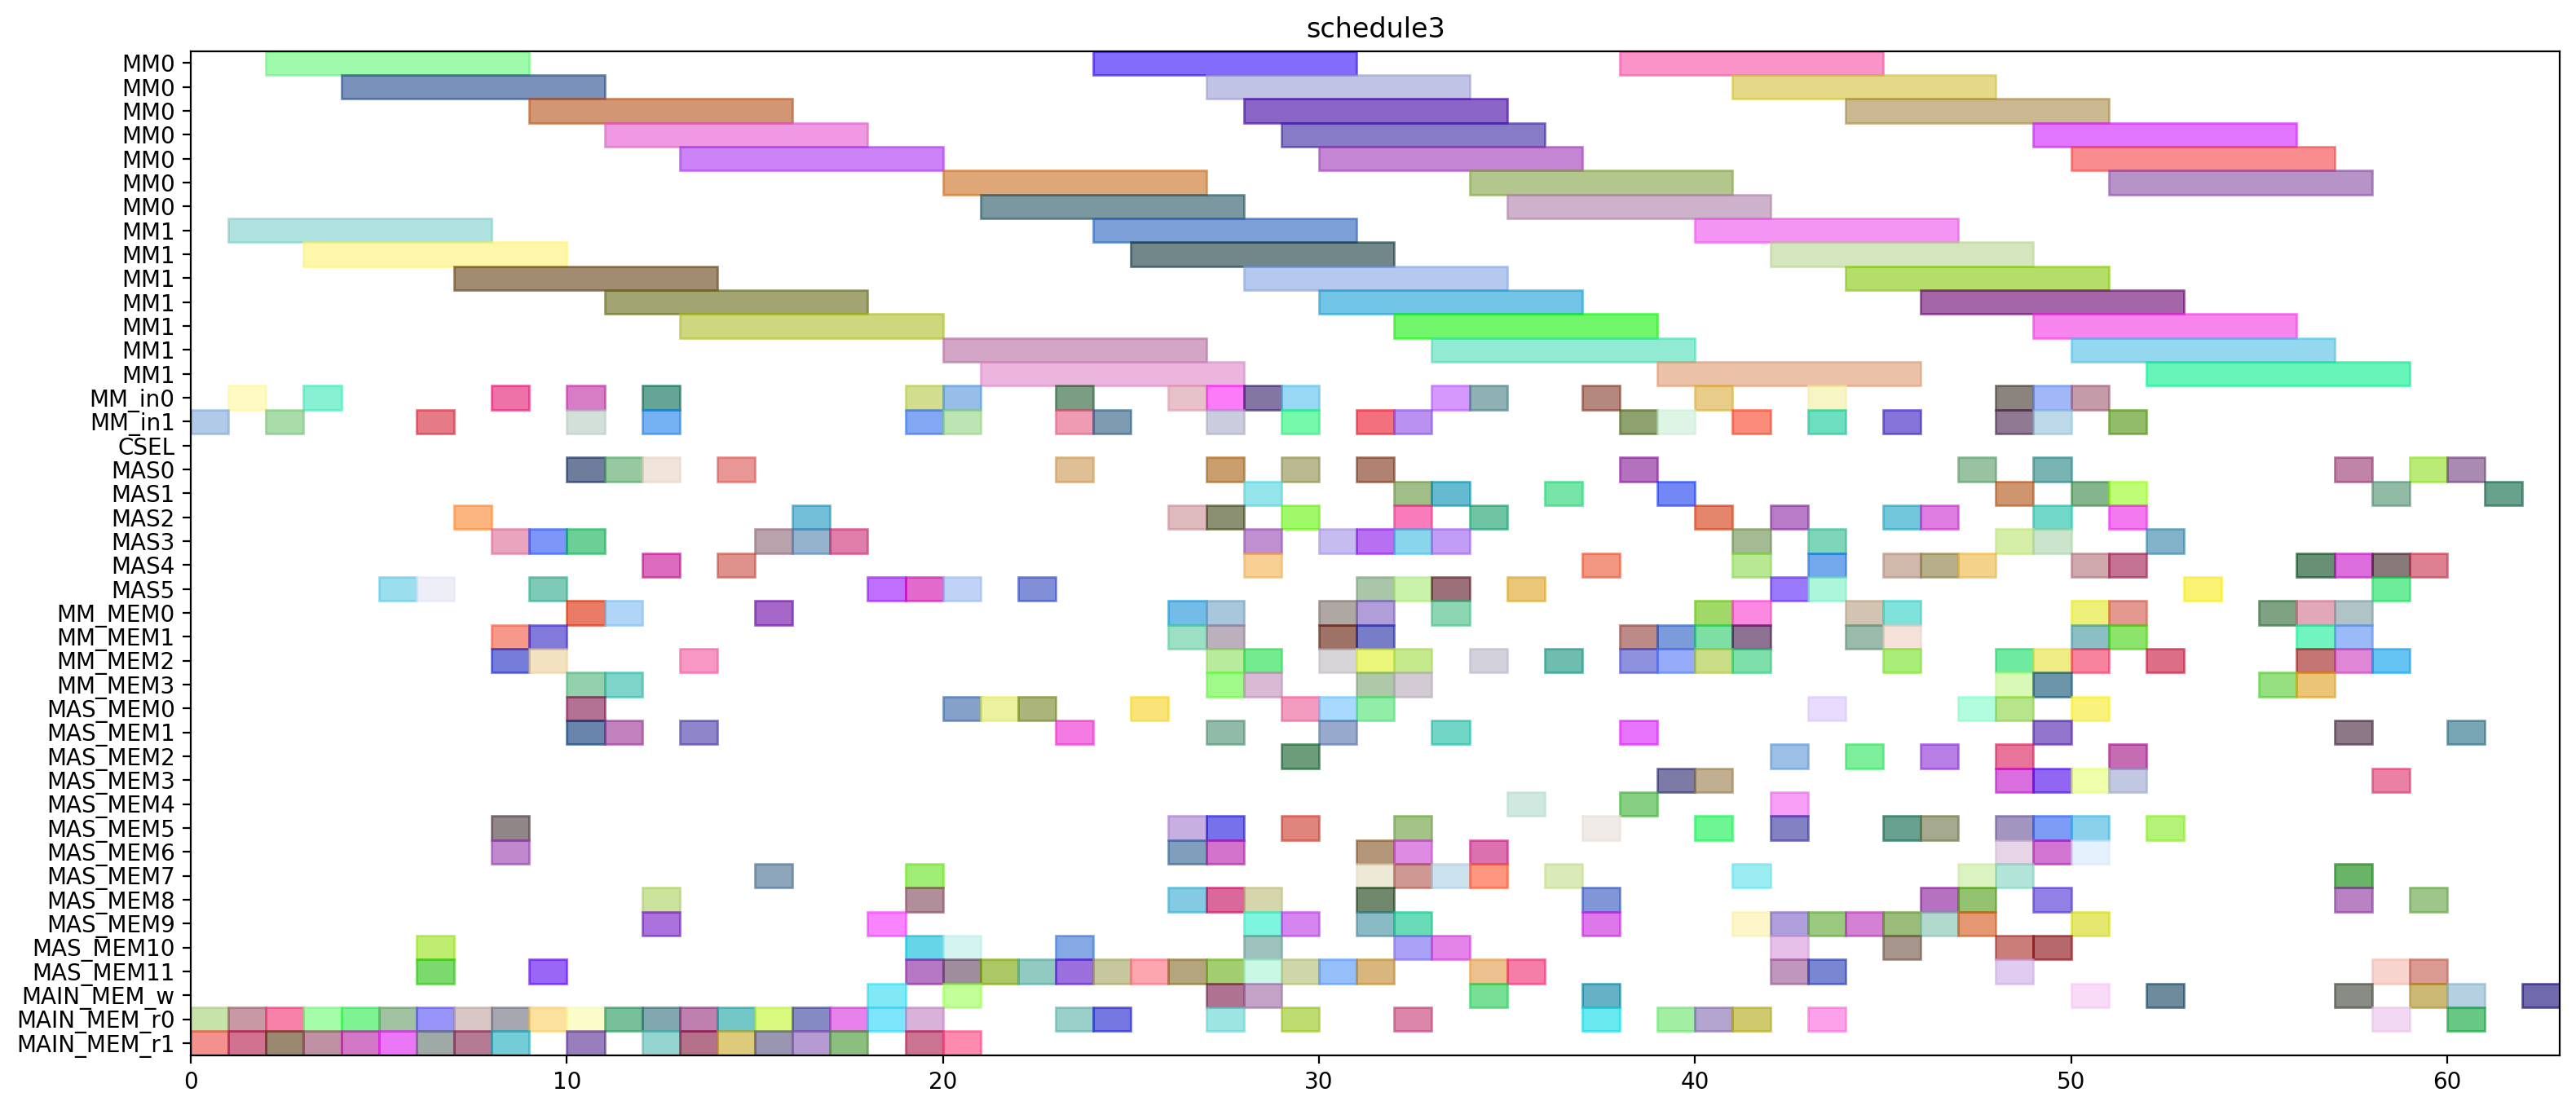 schedule3
MM0
MM0
MM0
MM0
MM0
MM0
MM0
MM1
MM1
MM1
MM1
MM1
MM1
MM1
MM_in0
MM_in1
CSEL
MAS0
MAS1
MAS2
MAS3
MAS4
MAS5
MM_MEM0
MM_MEM1
MM_MEM2
MM_MEM3
MAS_MEM0
MAS_MEM1
MAS_MEM2
MAS_MEM3
MAS_MEM4
MAS_MEM5
MAS_MEM6
MAS_MEM7
MAS_MEM8
MAS_MEM9
MAS_MEM10
MAS_MEM11
MAIN_MEM_w
MAIN_MEM_r0
MAIN_MEM_r1
0 10 20 30 40 50 60